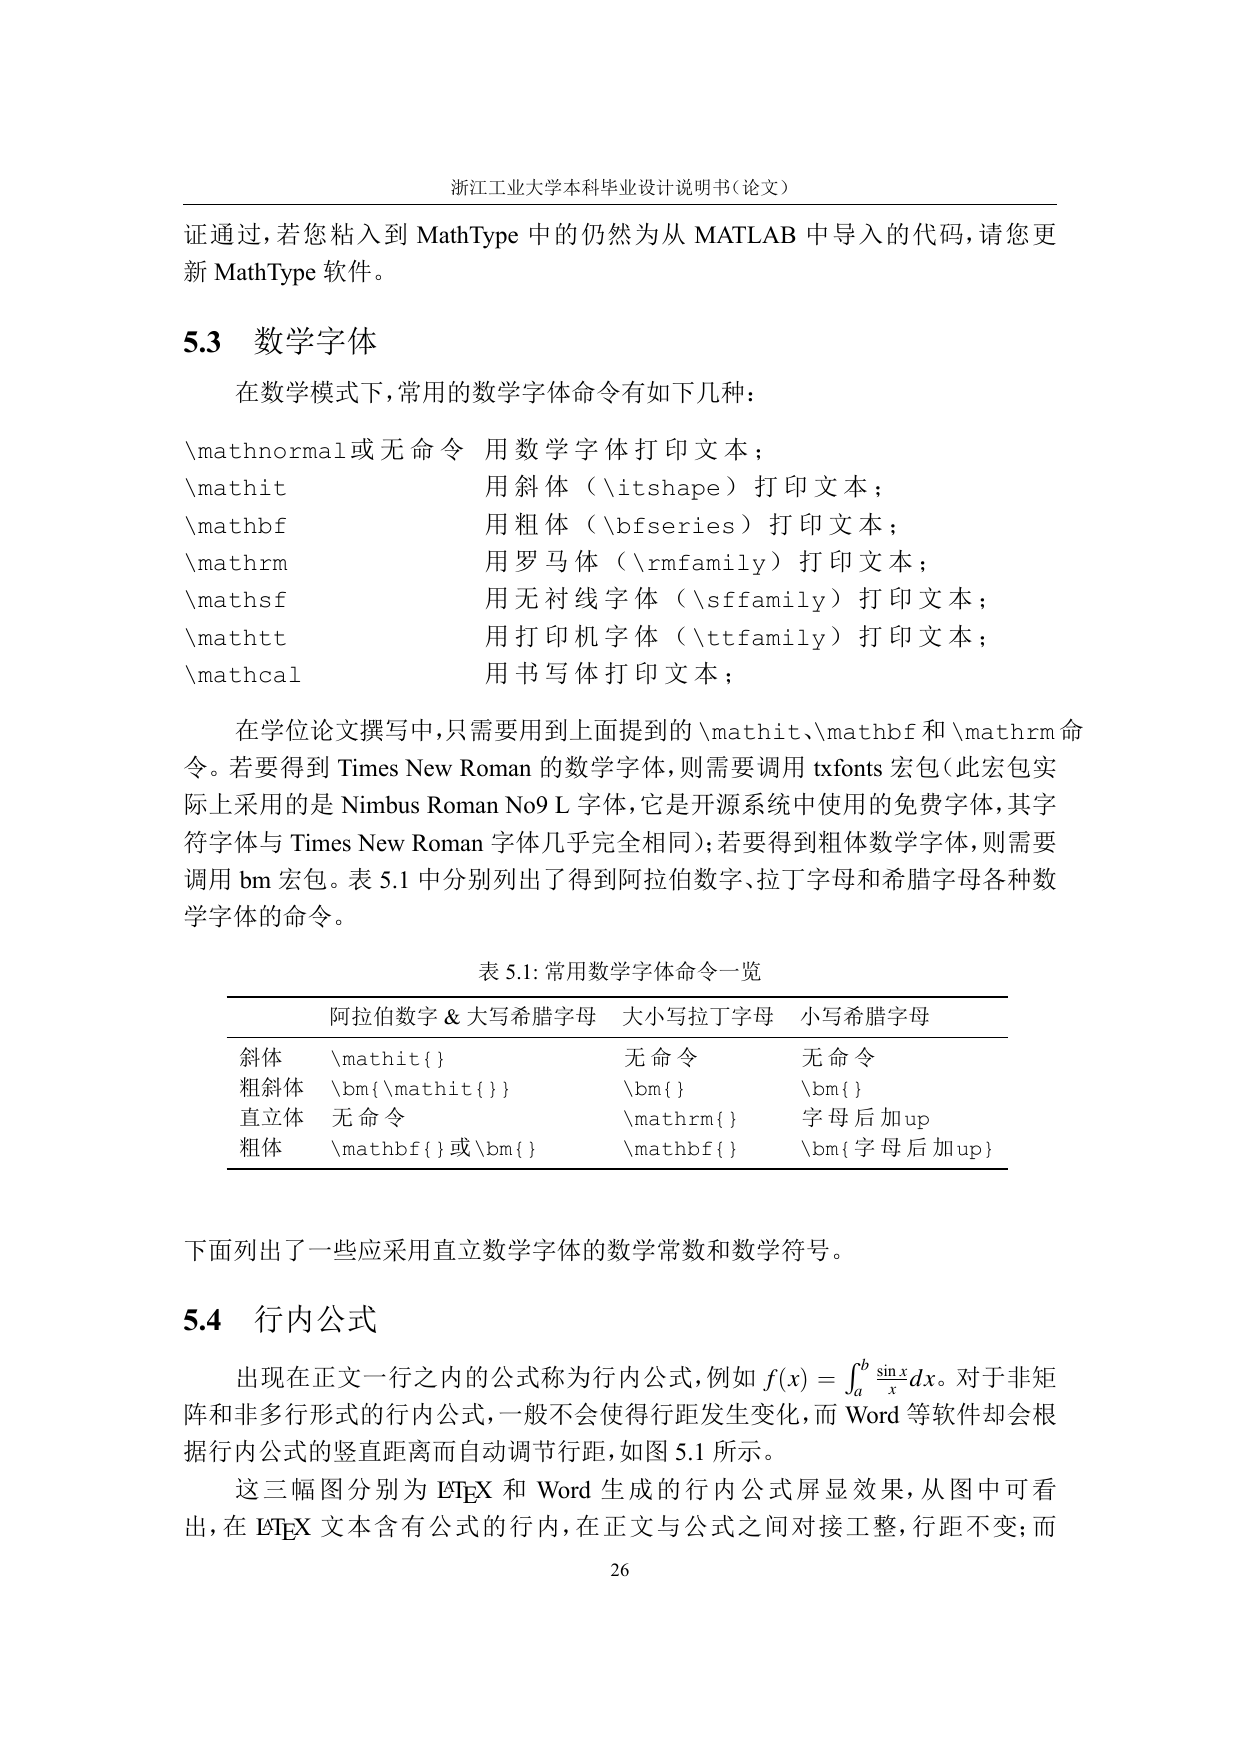 浙江工业大学本科毕业设计说明书（论文）
证通过，若您粘入到 MathType 中的仍然为从 MATLAB 中导入的代码，请您更
新 MathType 软件。
5.3 数学字体
在数学模式下，常用的数学字体命令有如下几种：
\mathnormal或无命令 用数学字体打印文本；
\mathit 用斜体（\itshape）打印文本；
\mathbf 用粗体（\bfseries）打印文本；
\mathrm 用罗马体（\rmfamily）打印文本；
\mathsf 用无衬线字体（\sffamily）打印文本；
\mathtt 用打印机字体（\ttfamily）打印文本；
\mathcal 用书写体打印文本；
在学位论文撰写中，只需要用到上面提到的 \mathit、\mathbf 和 \mathrm 命
令。若要得到 Times New Roman 的数学字体，则需要调用 txfonts 宏包（此宏包实
际上采用的是 Nimbus Roman No9 L 字体，它是开源系统中使用的免费字体，其字
符字体与 Times New Roman 字体几乎完全相同）；若要得到粗体数学字体，则需要
调用 bm 宏包。表 5.1 中分别列出了得到阿拉伯数字、拉丁字母和希腊字母各种数
学字体的命令。
表 5.1: 常用数学字体命令一览
阿拉伯数字 & 大写希腊字母 大小写拉丁字母 小写希腊字母
斜体 \mathit{} 无命令 无命令
粗斜体 \bm{\mathit{}} \bm{} \bm{}
直立体 无命令 \mathrm{} 字母后加up
粗体 \mathbf{}或\bm{} \mathbf{} \bm{字母后加up}
下面列出了一些应采用直立数学字体的数学常数和数学符号。
5.4 行内公式
出现在正文一行之内的公式称为行内公式，例如 $f(x) = \int_a^b \frac{\sin x}{x} dx$。对于非矩
阵和非多行形式的行内公式，一般不会使得行距发生变化，而 Word 等软件却会根
据行内公式的竖直距离而自动调节行距，如图 5.1 所示。
这三幅图分别为 LATEX 和 Word 生成的行内公式屏显效果，从图中可看
出，在 LATEX 文本含有公式的行内，在正文与公式之间对接工整，行距不变；而
26